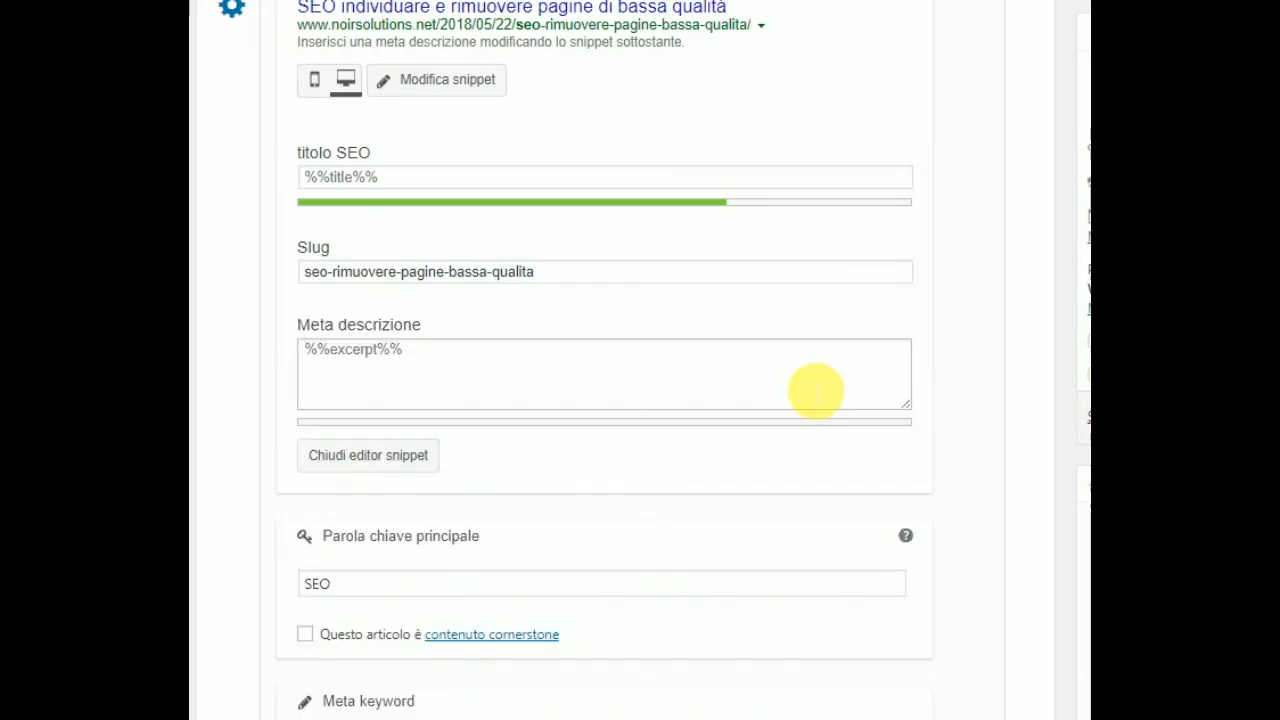 SEO individuare e rimuovere pagine di bassa qualità
www.noirsolutions.net/2018/05/22/seo-rimuovere-pagine-bassa-qualita/
Inserisci una meta descrizione modificando lo snippet sottostante.
Modifica snippet
titolo SEO
%%title%%
Slug
seo-rimuovere-pagine-bassa-qualita
Meta descrizione
%%excerpt%%
Chiudi editor snippet
Parola chiave principale
SEO
Questo articolo è contenuto cornerstone
Meta keyword